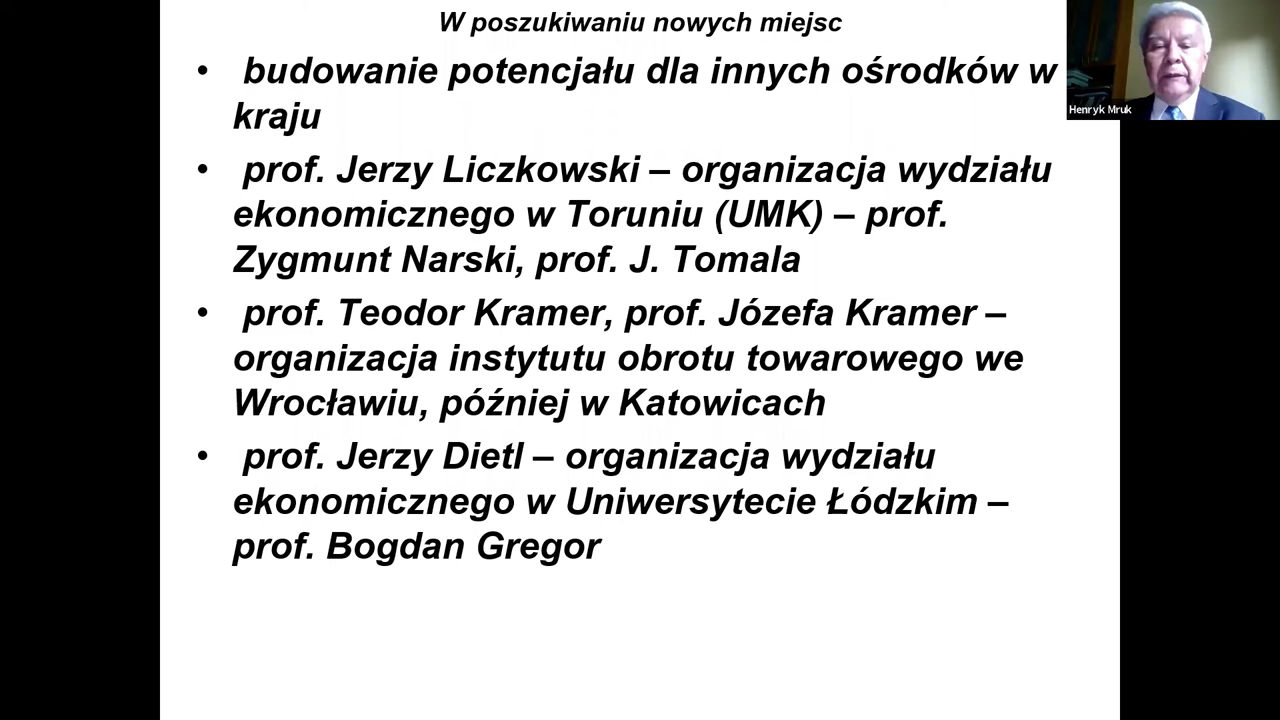 W poszukiwaniu nowych miejsc
• budowanie potencjału dla innych ośrodków w
kraju
• prof. Jerzy Liczkowski – organizacja wydziału
ekonomicznego w Toruniu (UMK) – prof.
Zygmunt Narski, prof. J. Tomala
• prof. Teodor Kramer, prof. Józefa Kramer –
organizacja instytutu obrotu towarowego we
Wrocławiu, później w Katowicach
• prof. Jerzy Dietl – organizacja wydziału
ekonomicznego w Uniwersytecie Łódzkim –
prof. Bogdan Gregor
Henryk Mruk